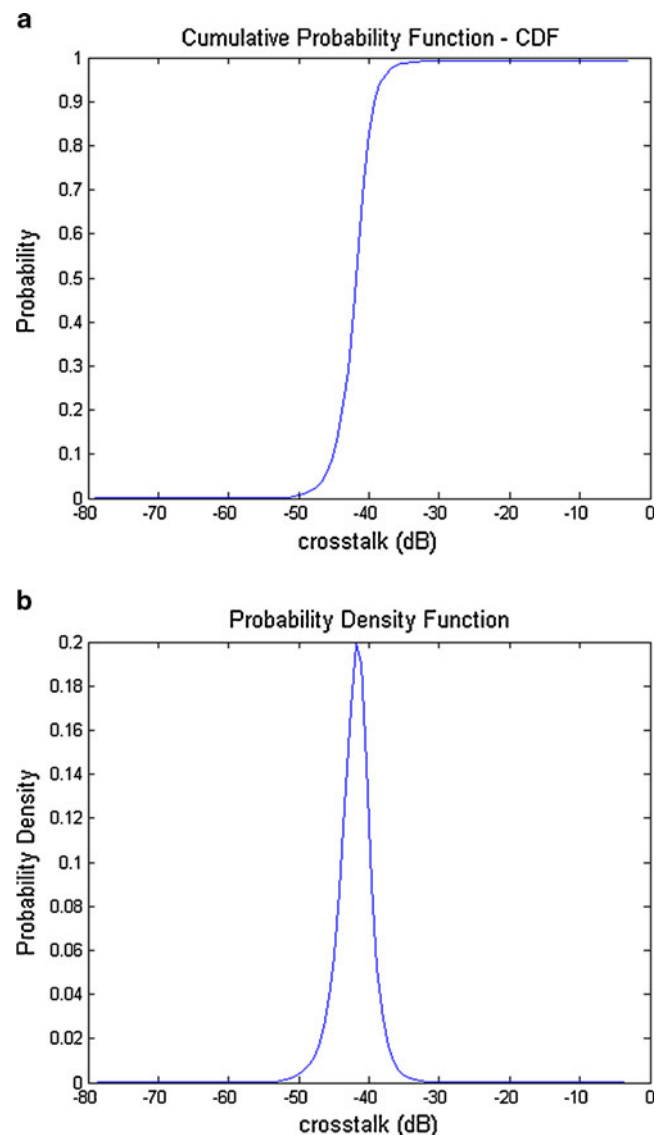 a
Cumulative Probability Function - CDF
1
0.9
0.8
0.7
0.6
0.5
0.4
0.3
0.2
0.1
0
Probability
-80 -70 -60 -50 -40 -30 -20 -10 0
crosstalk (dB)
b
Probability Density Function
0.2
0.18
0.16
0.14
0.12
0.1
0.08
0.06
0.04
0.02
0
Probability Density
-80 -70 -60 -50 -40 -30 -20 -10 0
crosstalk (dB)